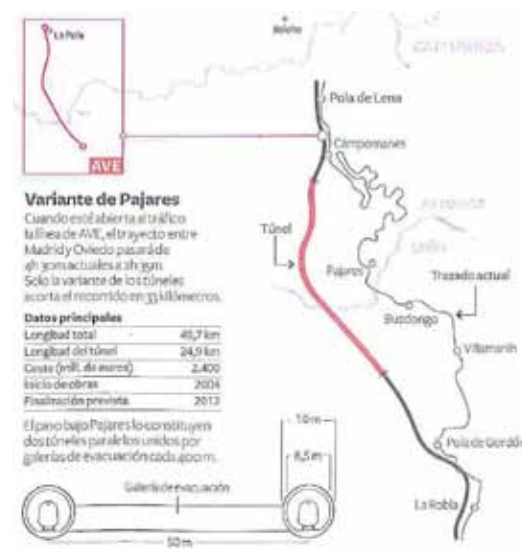 La Pola
AVE
Pola de Lena
Campomanes
Variante de Pajares
Cuando esté abierta al tráfico
la línea de AVE, el trayecto entre
Madrid y Oviedo pasará de
4h 30m actuales a 2h 35m.
Solo la variante de los túneles
acorta el recorrido en 33 kilómetros.
Túnel
Pajares
Trazado actual
Busdongo
Villamanín
Pola de Gordón
La Robla
Datos principales
Longitud total 49,7 km
Longitud del túnel 24,9 km
Coste (mill. de euros) 2.400
Inicio de obras 2004
Finalización prevista 2012
El paso bajo Pajares lo constituyen
dos túneles paralelos unidos por
galerías de evacuación cada 400 m.
10 m
8,5 m
Galería de evacuación
50 m